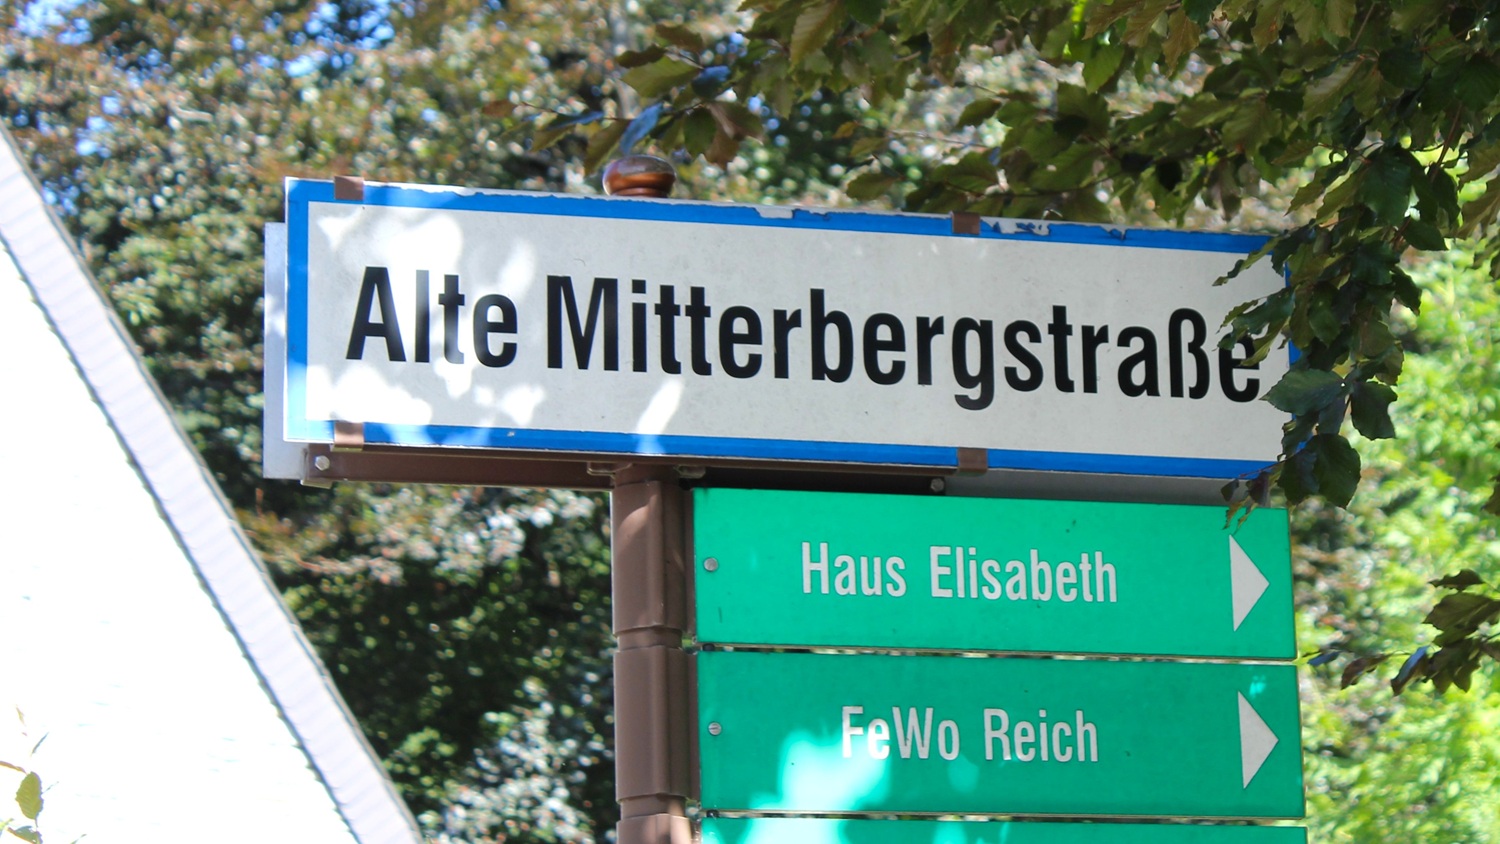 Alte Mitterbergstraße
Haus Elisabeth
FeWo Reich